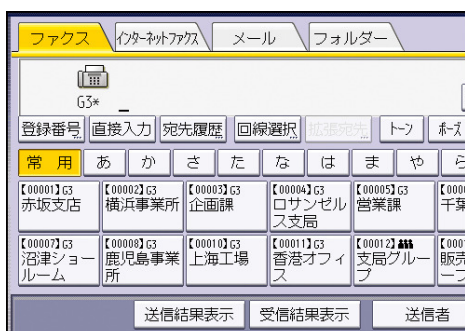 ファクス インターネットファクス メール フォルダー
G3* _
登録番号 直接入力 宛先履歴 回線選択 拡張宛先 トーン ポーズ
常用 あ か さ た な は ま や ら
【00001】G3 【00002】G3 【00003】G3 【00004】G3 【00005】G3
赤坂支店 横浜事業所 企画課 ロサンゼル 営業課 千葉
ス支局
【00007】G3 【00008】G3 【00010】G3 【00011】G3 【00012】
沼津ショー 鹿児島事業 上海工場 香港オフィ 支局グルー 販売
ルーム 所 ス プ
送信結果表示 受信結果表示 送信者